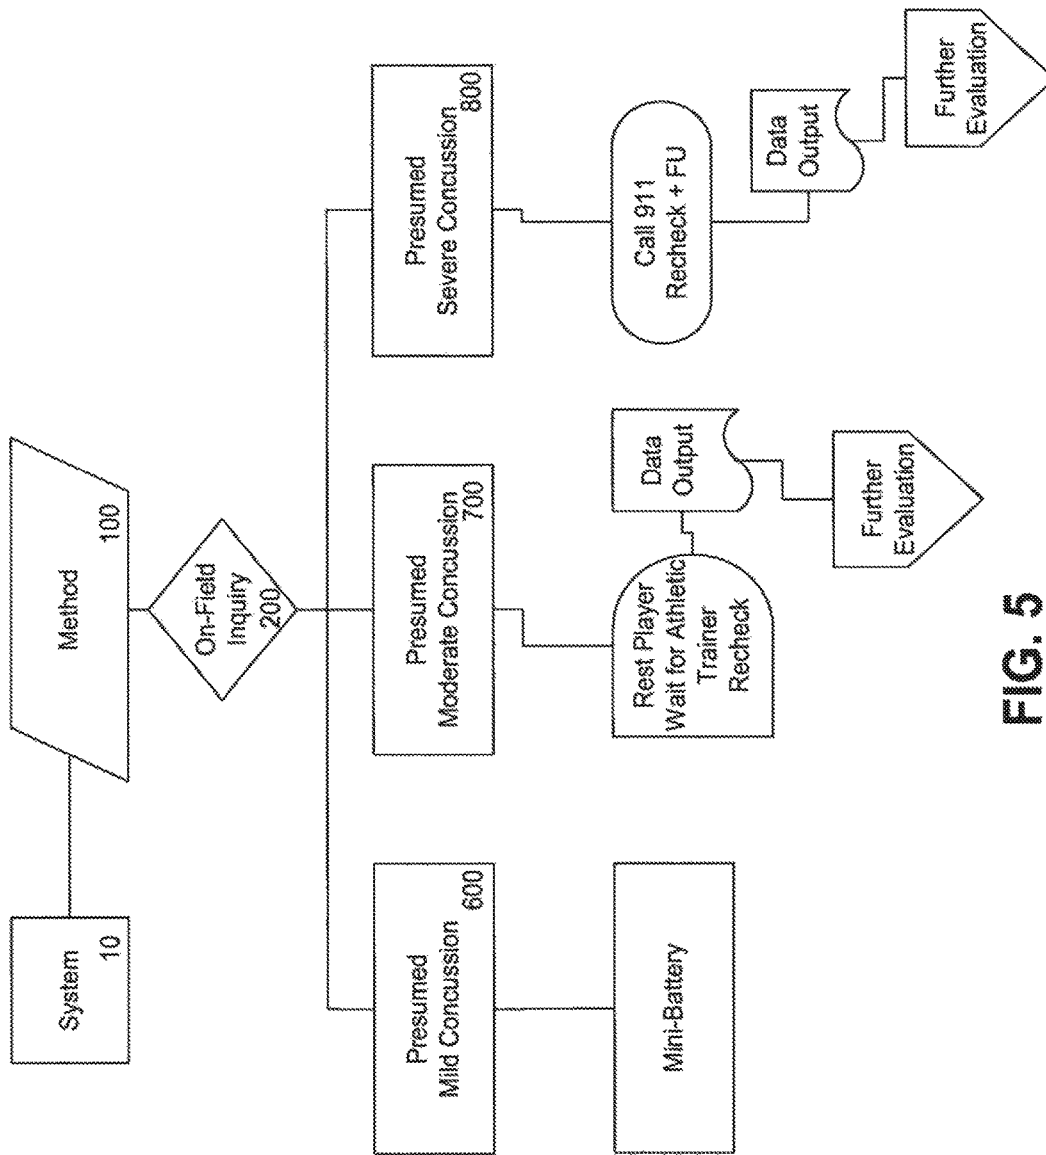 System
10
Method
100
On-Field
Inquiry
200
Presumed
Mild Concussion
600
Presumed
Moderate Concussion
700
Presumed
Severe Concussion
800
Mini-Battery
Rest Player
Wait for Athletic
Trainer
Recheck
Data
Output
Further
Evaluation
Call 911
Recheck + FU
Data
Output
Further
Evaluation
FIG. 5